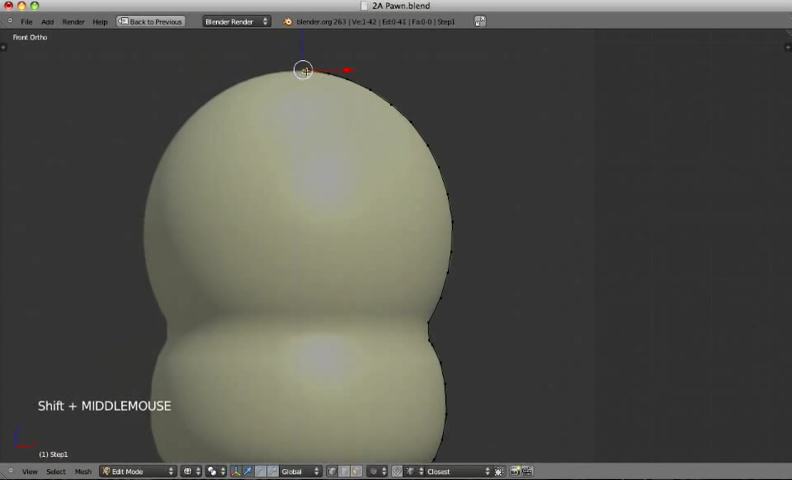 2A Pawn.blend
File Add Render Help Back to Previous Blender Render blender.org 263 | Ve:1-42 | Ed:0-41 | Fa:0-0 | Step1
Front Ortho
Shift + MIDDLEMOUSE
(1) Step1
View Select Mesh Edit Mode Global Closest